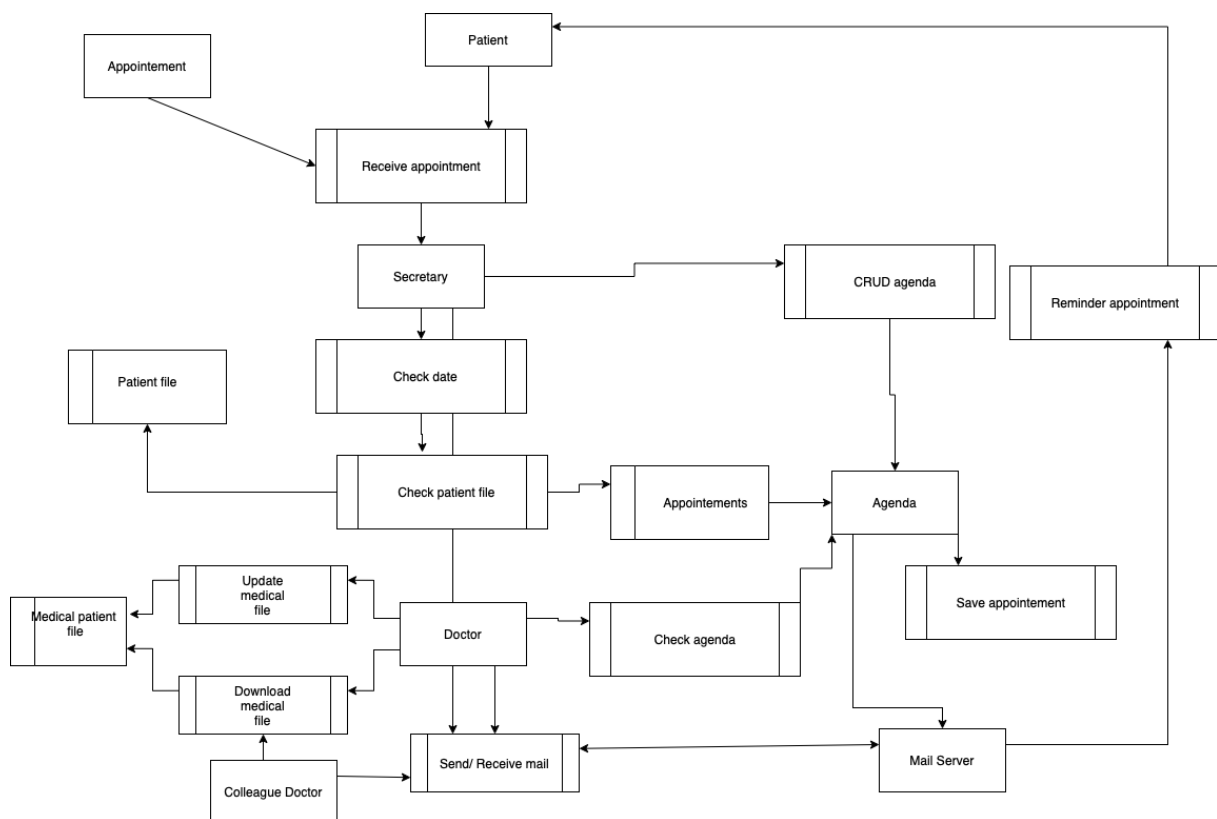 Patient
Appointement
Receive appointment
Secretary
CRUD agenda
Reminder appointment
Check date
Patient file
Check patient file
Appointements
Agenda
Update
medical
file
Save appointement
Medical patient
file
Doctor
Check agenda
Download
medical
file
Send/ Receive mail
Mail Server
Colleague Doctor